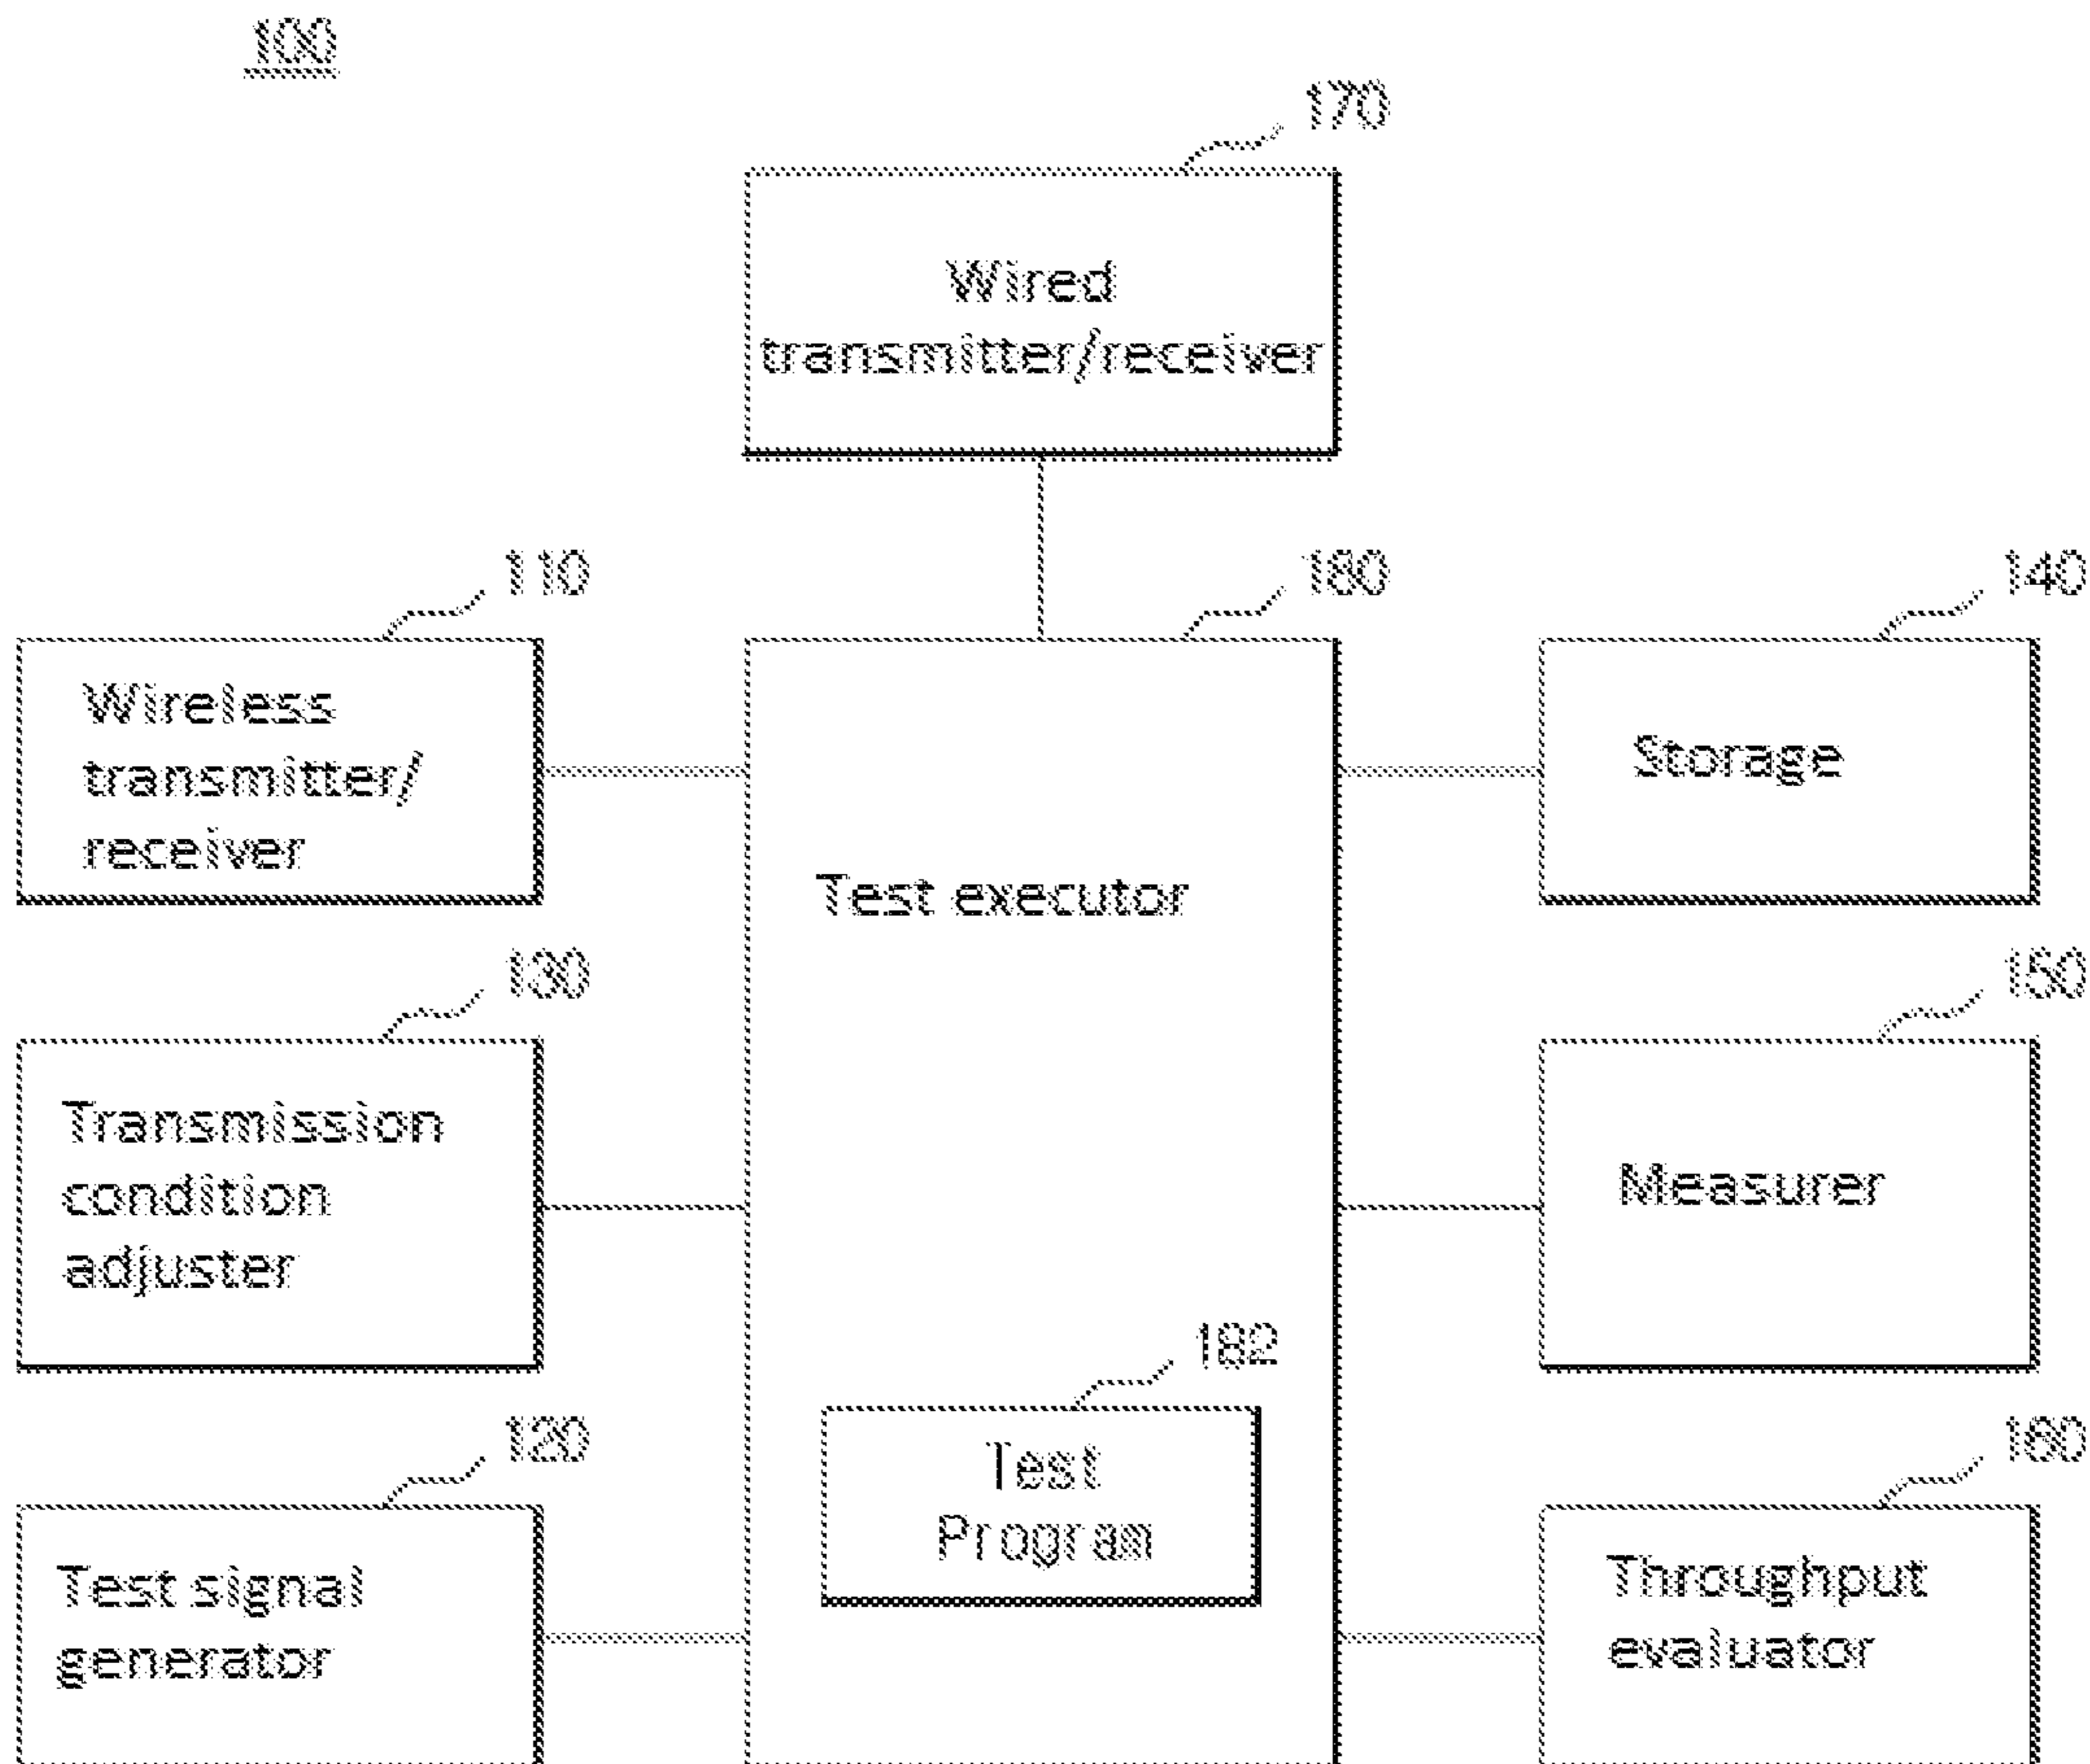 100
170
Wired
transmitter/receiver
110
180
140
Wireless
transmitter/
receiver
Storage
Test executor
130
150
Transmission
condition
adjuster
Measurer
182
Test
Program
120
160
Test signal
generator
Throughput
evaluator